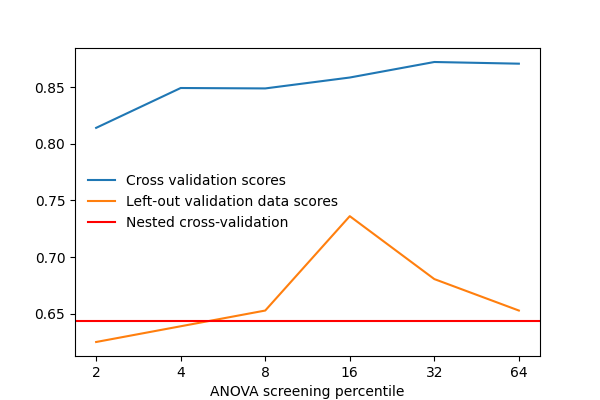 0.85
0.80
0.75
0.70
0.65
Cross validation scores
Left-out validation data scores
Nested cross-validation
2 4 8 16 32 64
ANOVA screening percentile